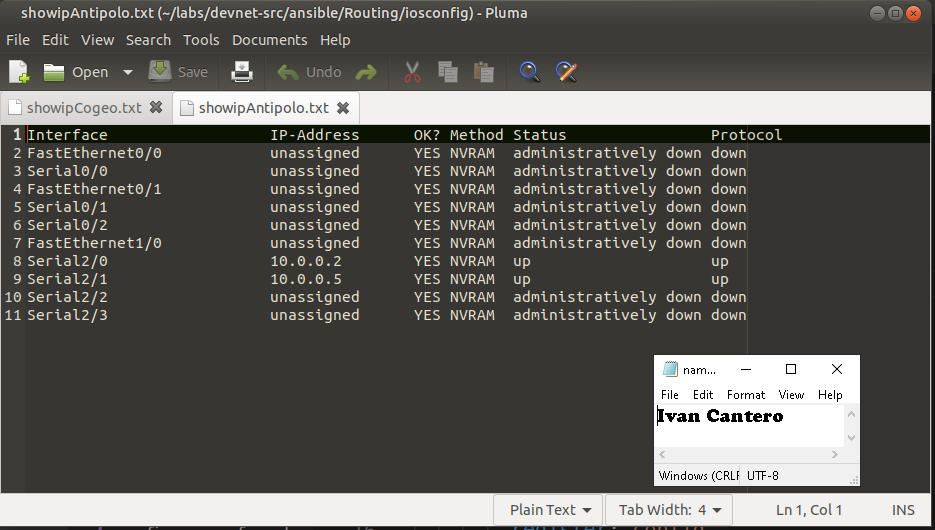 showipAntipolo.txt (~/labs/devnet-src/ansible/Routing/iosconfig) - Pluma
File Edit View Search Tools Documents Help
Open Save Undo
showipCogeo.txt showipAntipolo.txt
1 Interface IP-Address OK? Method Status Protocol
2 FastEthernet0/0 unassigned YES NVRAM administratively down down
3 Serial0/0 unassigned YES NVRAM administratively down down
4 FastEthernet0/1 unassigned YES NVRAM administratively down down
5 Serial0/1 unassigned YES NVRAM administratively down down
6 Serial0/2 unassigned YES NVRAM administratively down down
7 FastEthernet1/0 unassigned YES NVRAM administratively down down
8 Serial2/0 10.0.0.2 YES NVRAM up up
9 Serial2/1 10.0.0.5 YES NVRAM up up
10 Serial2/2 unassigned YES NVRAM administratively down down
11 Serial2/3 unassigned YES NVRAM administratively down down
nam...
File Edit Format View Help
Ivan Cantero
Windows (CRLF UTF-8
Plain Text Tab Width: 4 Ln 1, Col 1 INS